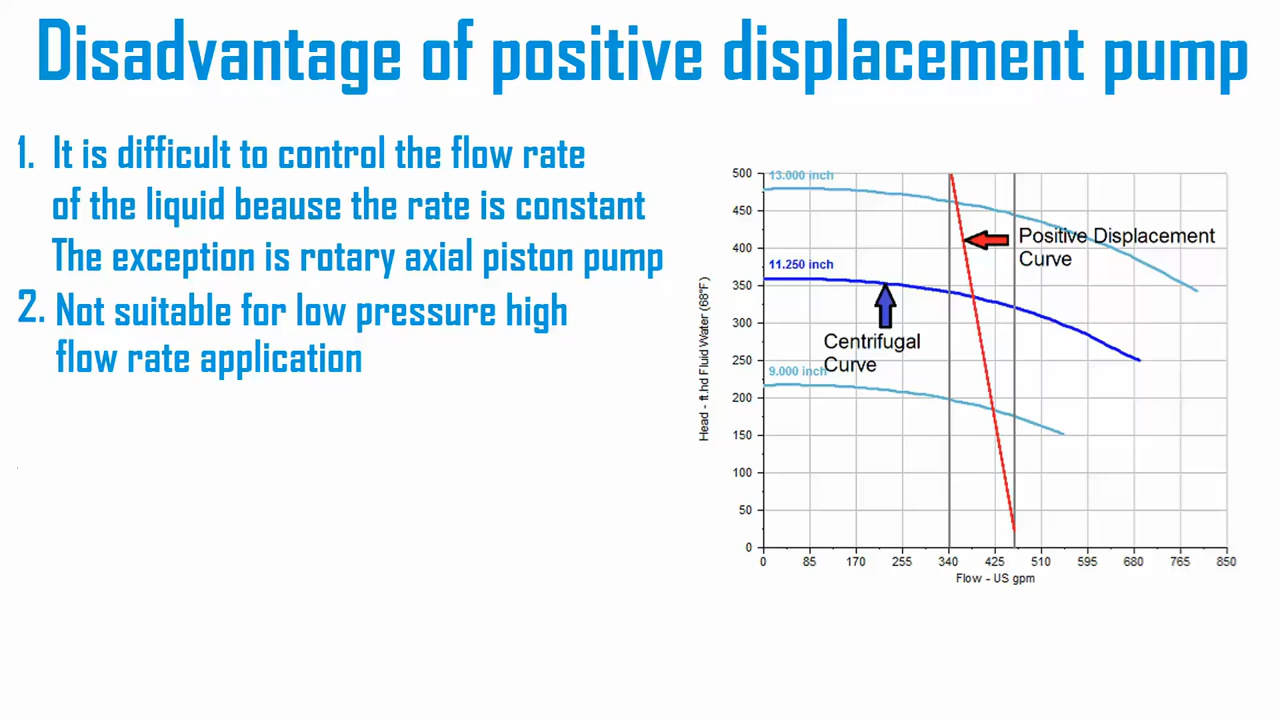 Disadvantage of positive displacement pump
1. It is difficult to control the flow rate
of the liquid beause the rate is constant
The exception is rotary axial piston pump
2. Not suitable for low pressure high
flow rate application
500
450
400
350
300
250
200
150
100
50
0
Head - ft.hd Fluid Water (68°F)
13.000 inch
11.250 inch
9.000 inch
Positive Displacement
Curve
Centrifugal
Curve
0 85 170 255 340 425 510 595 680 765 850
Flow - US gpm